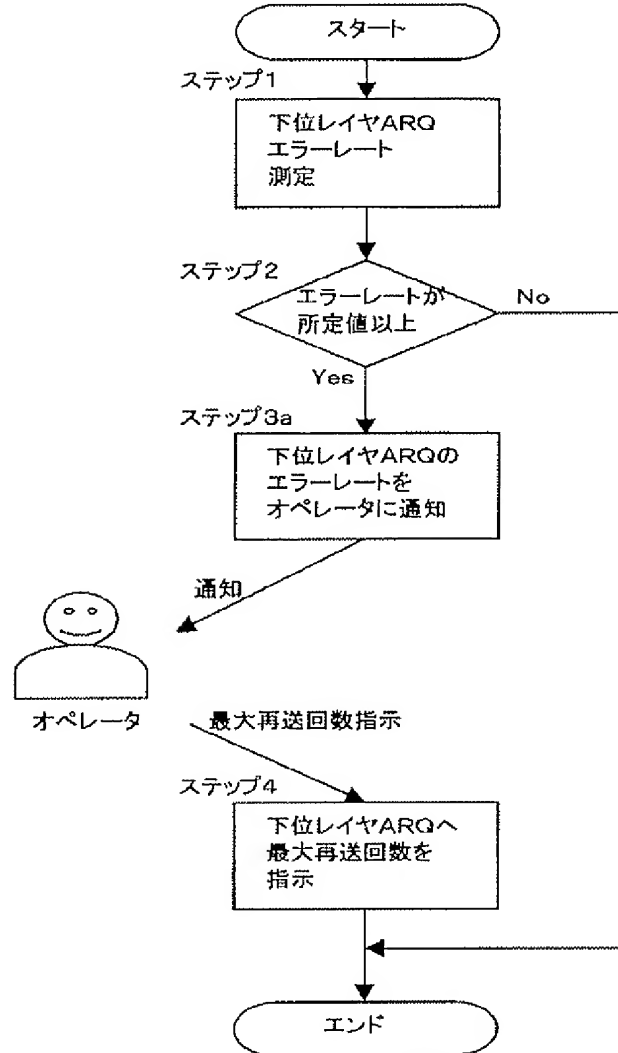 スタート
ステップ1
下位レイヤARQ
エラーレート
測定
ステップ2
エラーレートが
所定値以上
No
Yes
ステップ3a
下位レイヤARQの
エラーレートを
オペレータに通知
通知
オペレータ
最大再送回数指示
ステップ4
下位レイヤARQへ
最大再送回数を
指示
エンド